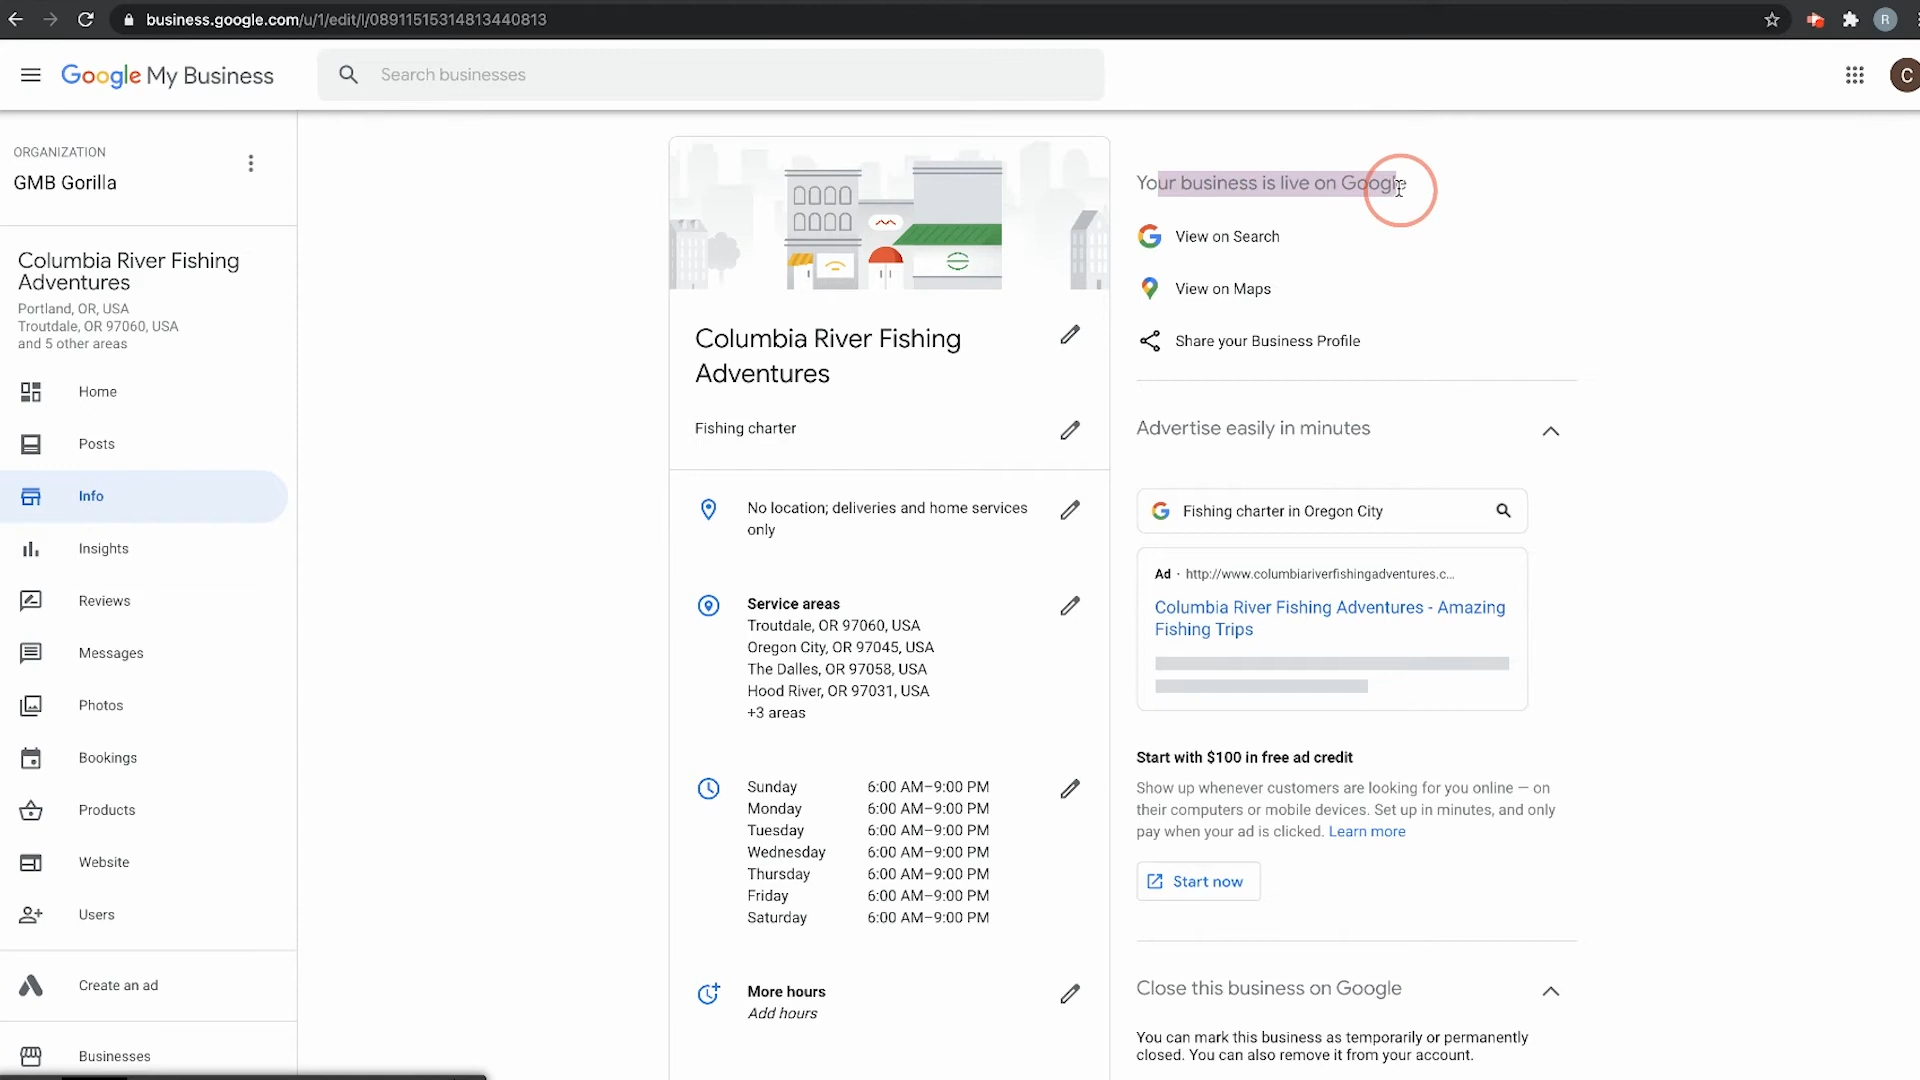 business.google.com/u/1/edit/l/08911515314813440813
R
Google My Business
Search businesses
C
ORGANIZATION
GMB Gorilla
Columbia River Fishing
Adventures
Portland, OR, USA
Troutdale, OR 97060, USA
and 5 other areas
Home
Posts
Info
Insights
Reviews
Messages
Photos
Bookings
Products
Website
Users
Create an ad
Businesses
Columbia River Fishing
Adventures
Fishing charter
No location; deliveries and home services
only
Service areas
Troutdale, OR 97060, USA
Oregon City, OR 97045, USA
The Dalles, OR 97058, USA
Hood River, OR 97031, USA
+3 areas
Sunday 6:00 AM–9:00 PM
Monday 6:00 AM–9:00 PM
Tuesday 6:00 AM–9:00 PM
Wednesday 6:00 AM–9:00 PM
Thursday 6:00 AM–9:00 PM
Friday 6:00 AM–9:00 PM
Saturday 6:00 AM–9:00 PM
More hours
Add hours
Your business is live on Google
View on Search
View on Maps
Share your Business Profile
Advertise easily in minutes
Fishing charter in Oregon City
Ad · http://www.columbiariverfishingadventures.c...
Columbia River Fishing Adventures - Amazing
Fishing Trips
Start with $100 in free ad credit
Show up whenever customers are looking for you online — on
their computers or mobile devices. Set up in minutes, and only
pay when your ad is clicked. Learn more
Start now
Close this business on Google
You can mark this business as temporarily or permanently
closed. You can also remove it from your account.